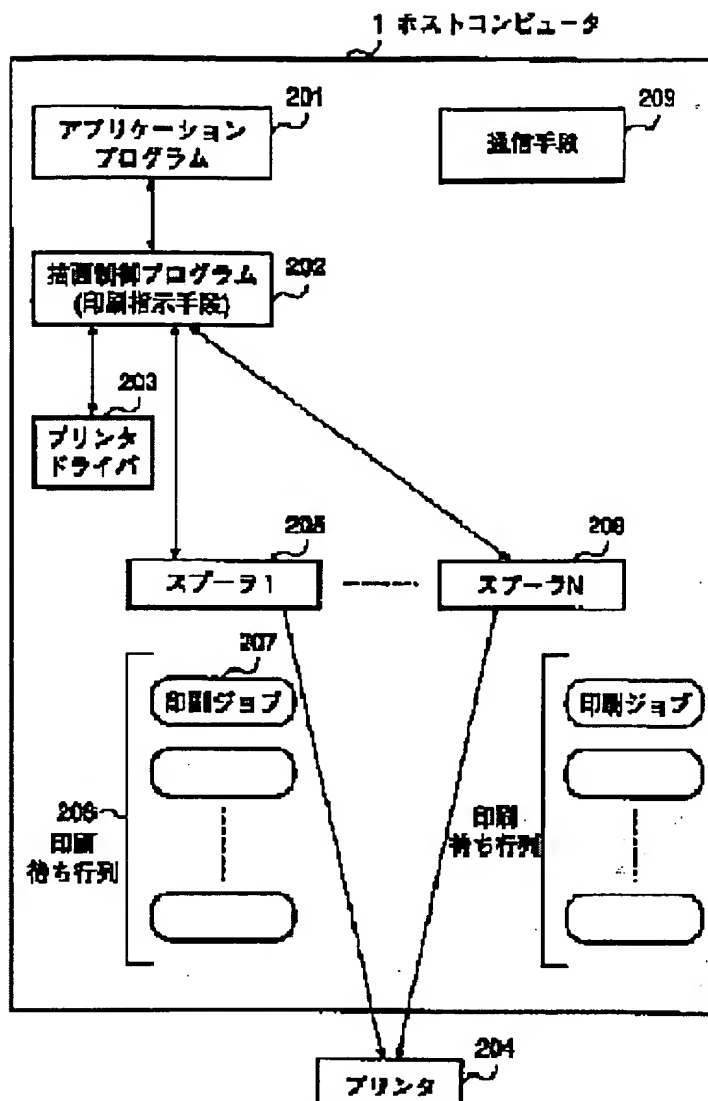 1 ホストコンピュータ
201
アプリケーション
プログラム
209
通信手段
描画制御プログラム
(印刷指示手段)
202
203
プリンタ
ドライバ
205
スプーラ1
208
スプーラN
207
印刷ジョブ
印刷ジョブ
206
印刷
待ち行列
印刷
待ち行列
204
プリンタ